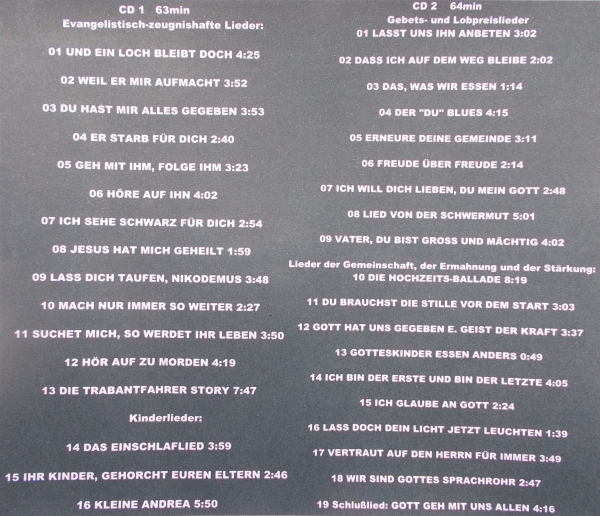 CD 1 63min
Evangelistisch-zeugnishafte Lieder:
01 UND EIN LOCH BLEIBT DOCH 4:25
02 WEIL ER MIR AUFMACHT 3:52
03 DU HAST MIR ALLES GEGEBEN 3:53
04 ER STARB FÜR DICH 2:40
05 GEH MIT IHM, FOLGE IHM 3:23
06 HÖRE AUF IHN 4:02
07 ICH SEHE SCHWARZ FÜR DICH 2:54
08 JESUS HAT MICH GEHEILT 1:59
09 LASS DICH TAUFEN, NIKODEMUS 3:48
10 MACH NUR IMMER SO WEITER 2:27
11 SUCHET MICH, SO WERDET IHR LEBEN 3:50
12 HÖR AUF ZU MORDEN 4:19
13 DIE TRABANTFAHRER STORY 7:47
Kinderlieder:
14 DAS EINSCHLAFLIED 3:59
15 IHR KINDER, GEHORCHT EUREN ELTERN 2:46
16 KLEINE ANDREA 5:50
CD 2 64min
Gebets- und Lobpreislieder
01 LASST UNS IHN ANBETEN 3:02
02 DASS ICH AUF DEM WEG BLEIBE 2:02
03 DAS, WAS WIR ESSEN 1:14
04 DER "DU" BLUES 4:15
05 ERNEURE DEINE GEMEINDE 3:11
06 FREUDE ÜBER FREUDE 2:14
07 ICH WILL DICH LIEBEN, DU MEIN GOTT 2:48
08 LIED VON DER SCHWERMUT 5:01
09 VATER, DU BIST GROSS UND MÄCHTIG 4:02
Lieder der Gemeinschaft, der Ermahnung und der Stärkung:
10 DIE HOCHZEITS-BALLADE 8:19
11 DU BRAUCHST DIE STILLE VOR DEM START 3:03
12 GOTT HAT UNS GEGEBEN E. GEIST DER KRAFT 3:37
13 GOTTESKINDER ESSEN ANDERS 0:49
14 ICH BIN DER ERSTE UND BIN DER LETZTE 4:05
15 ICH GLAUBE AN GOTT 2:24
16 LASS DOCH DEIN LICHT JETZT LEUCHTEN 1:39
17 VERTRAUT AUF DEN HERRN FÜR IMMER 3:49
18 WIR SIND GOTTES SPRACHROHR 2:47
19 Schlußlied: GOTT GEH MIT UNS ALLEN 4:16